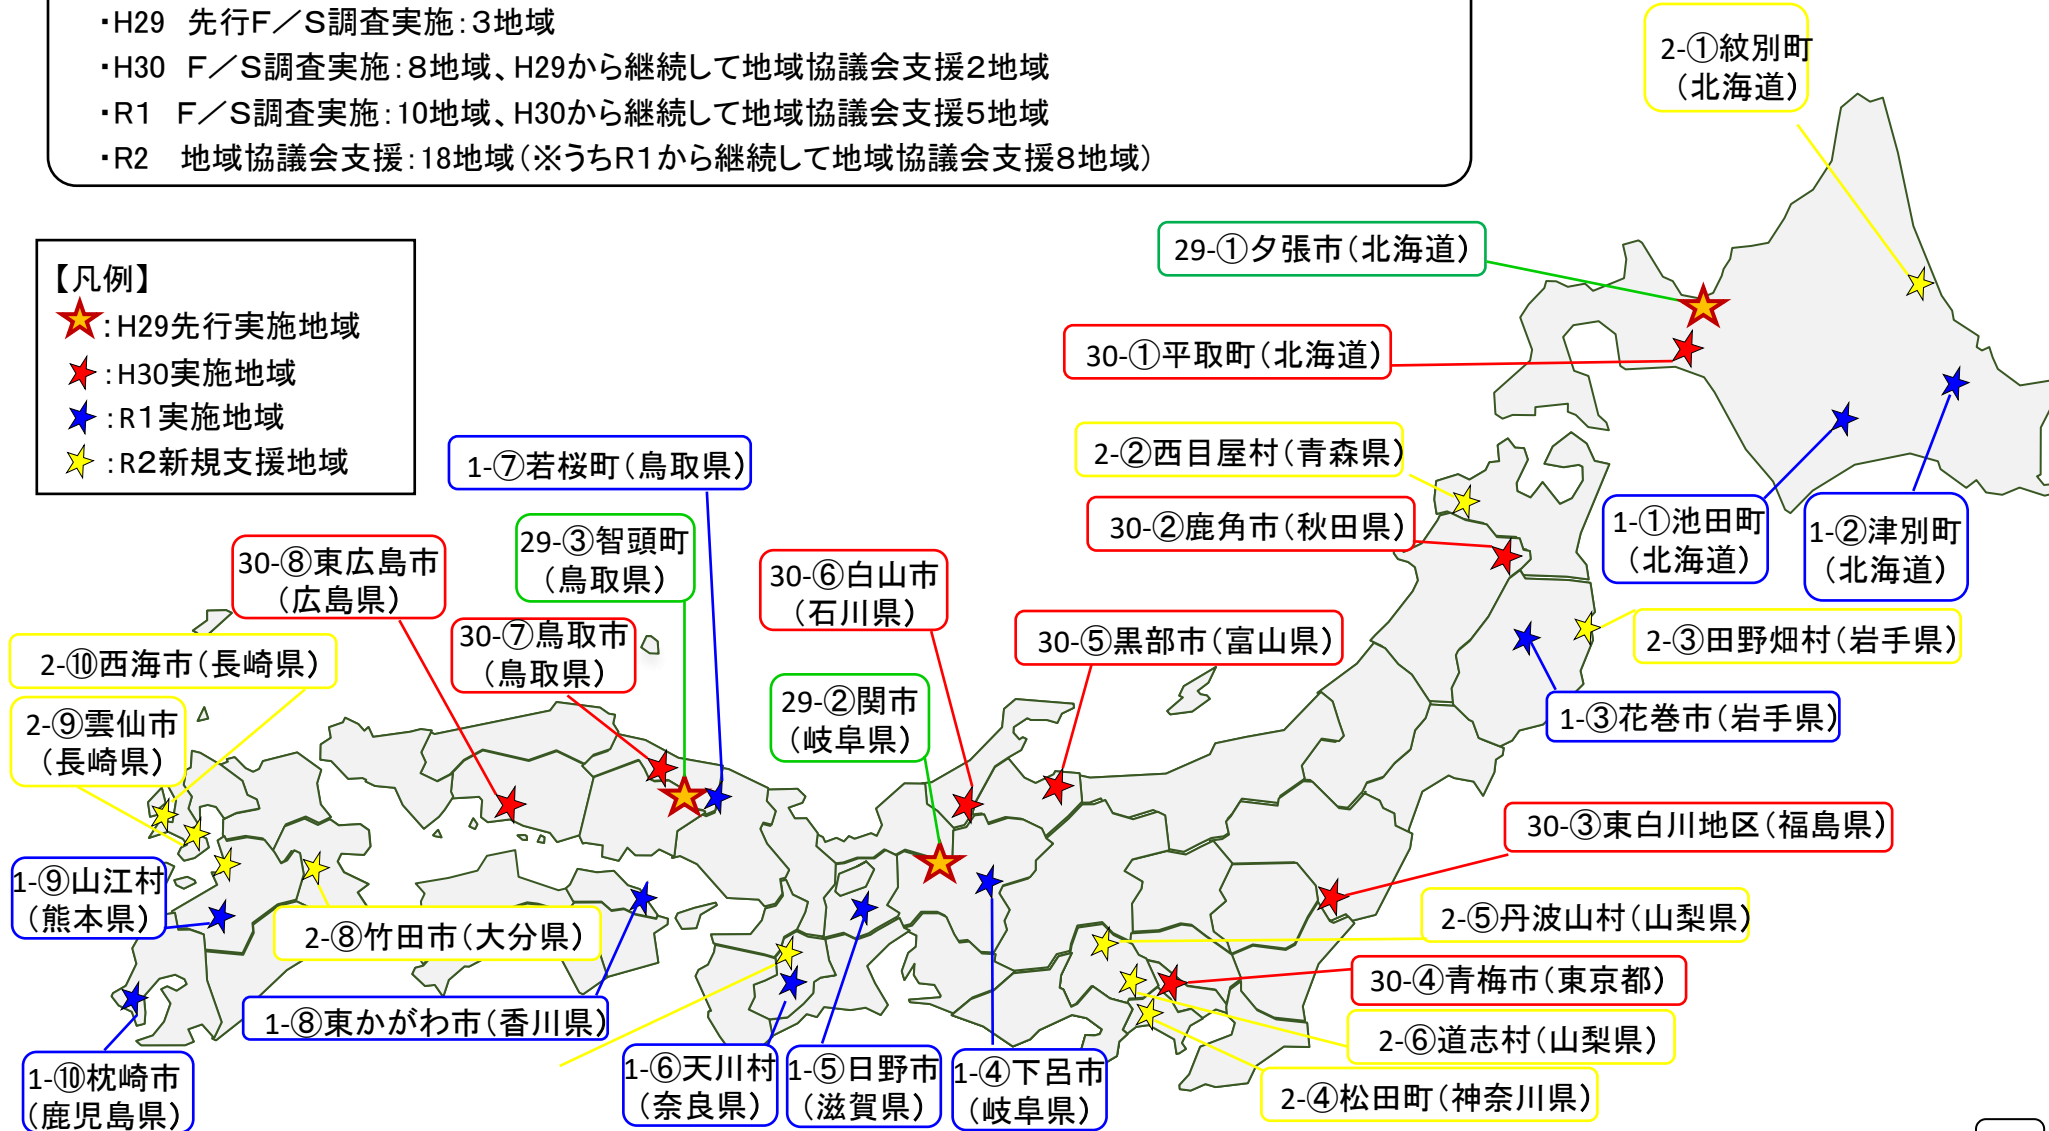 ・H29　先行F／S調査実施：3地域
・H30　F／S調査実施：8地域、H29から継続して地域協議会支援2地域
・R1　F／S調査実施：10地域、H30から継続して地域協議会支援5地域
・R2　地域協議会支援：18地域（※うちR1から継続して地域協議会支援8地域）
2-①紋別町
（北海道）
29-①夕張市（北海道）
【凡例】
：H29先行実施地域
：H30実施地域
：R1実施地域
：R2新規支援地域
30-①平取町（北海道）
2-②西目屋村（青森県）
1-⑦若桜町（鳥取県）
30-②鹿角市（秋田県）
1-①池田町
（北海道）
1-②津別町
（北海道）
29-③智頭町
（鳥取県）
30-⑧東広島市
（広島県）
30-⑥白山市
（石川県）
30-⑦鳥取市
（鳥取県）
30-⑤黒部市（富山県）
2-③田野畑村（岩手県）
2-⑩西海市（長崎県）
29-②関市
（岐阜県）
1-③花巻市（岩手県）
2-⑨雲仙市
（長崎県）
30-③東白川地区（福島県）
1-⑨山江村
（熊本県）
2-⑧竹田市（大分県）
2-⑤丹波山村（山梨県）
30-④青梅市（東京都）
1-⑧東かがわ市（香川県）
2-⑥道志村（山梨県）
1-⑩枕崎市
（鹿児島県）
1-⑥天川村
（奈良県）
1-⑤日野市
（滋賀県）
1-④下呂市
（岐阜県）
2-④松田町（神奈川県）